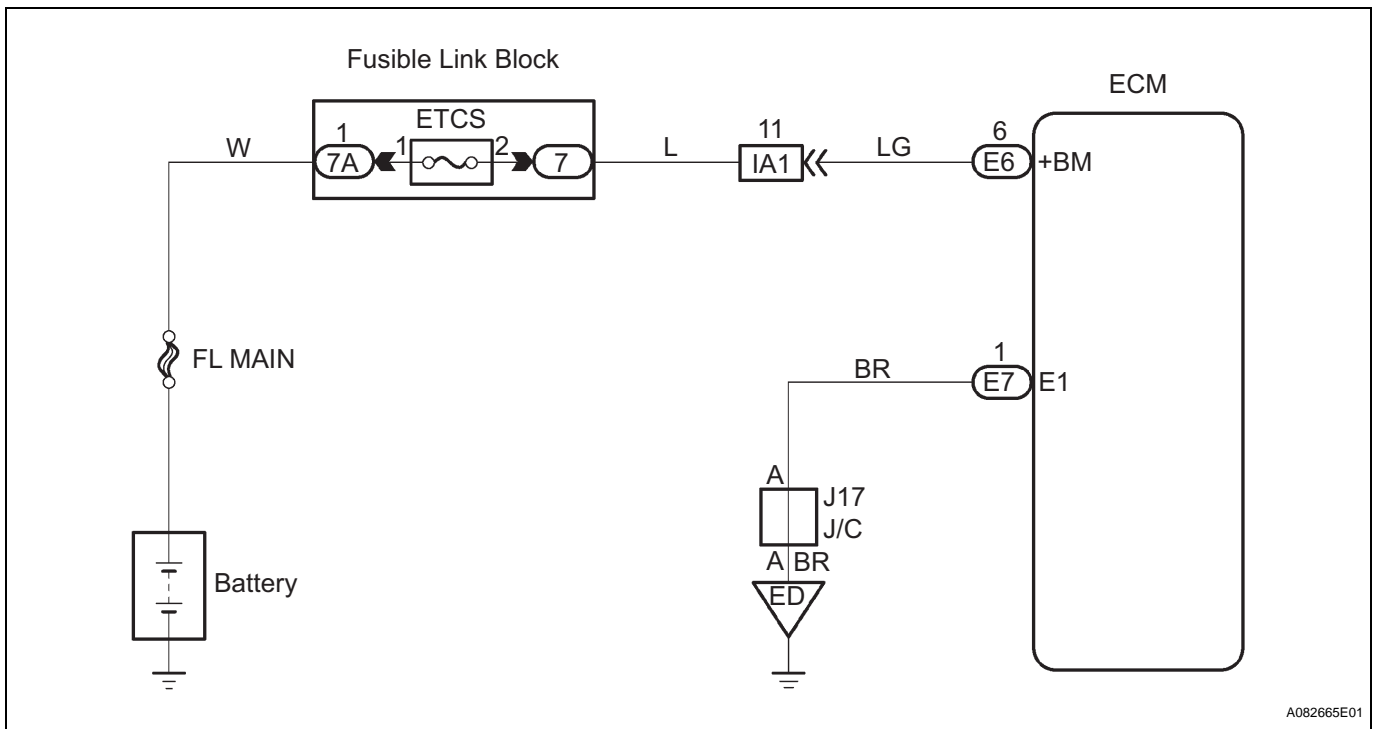 Fusible Link Block
ECM
ETCS
1
1
2
11
6
W
7A
7
L
IA1
LG
E6
+BM
FL MAIN
1
BR
E7
E1
A
J17
J/C
A
BR
Battery
ED
A082665E01